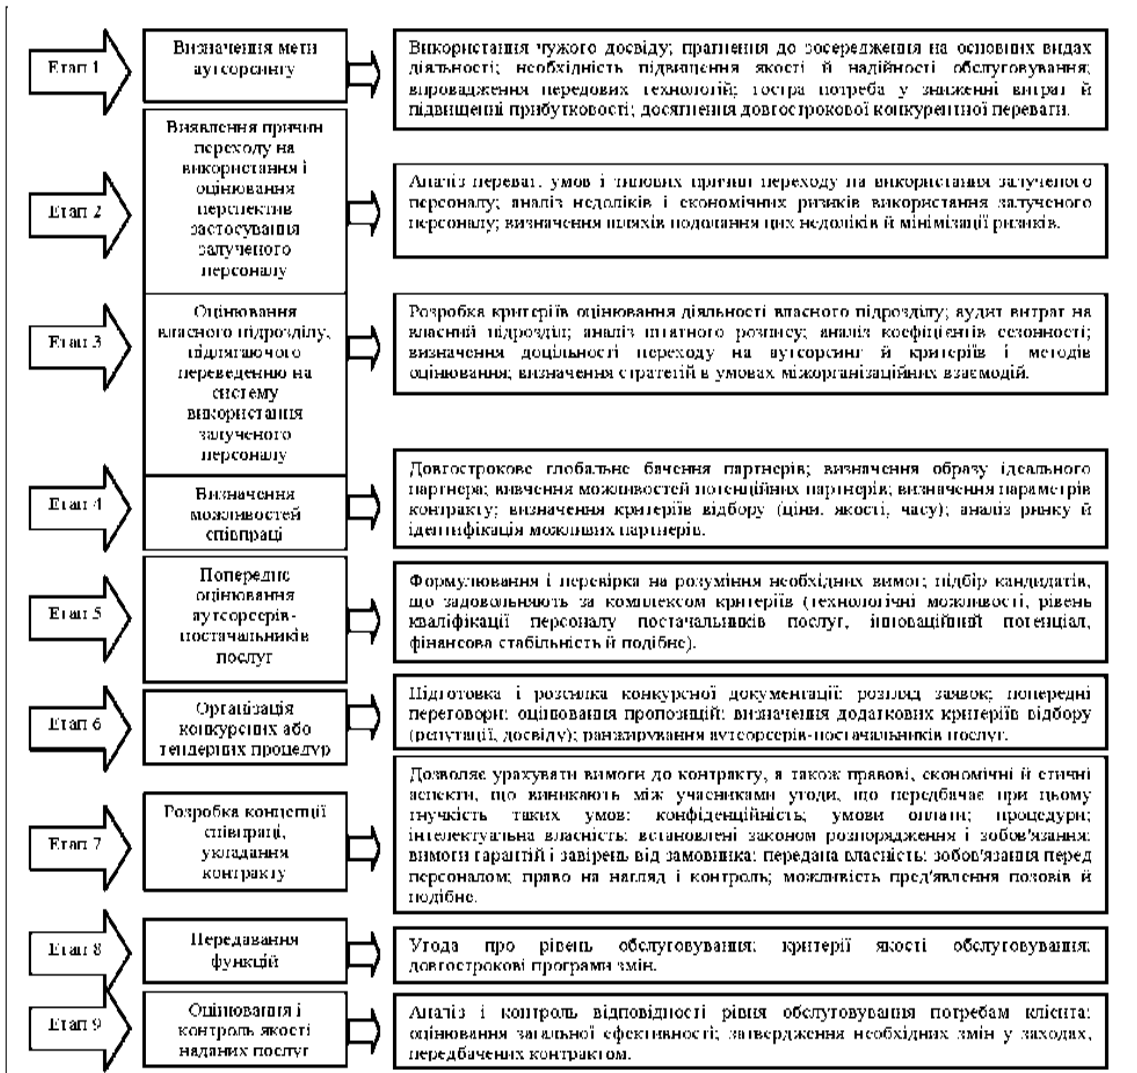 Етап 1
Визначення мети
аутсорсингу
Використання чужого досвіду; прагнення до зосередження на основних видах
діяльності; необхідність підвищення якості й надійності обслуговування;
впровадження передових технологій; гостра потреба у зниженні витрат й
підвищенні прибутковості; досягнення довгострокової конкурентної переваги.
Етап 2
Виявлення причин
переходу на
використання і
оцінювання
перспектив
застосування
залученого
персоналу
Аналіз переваг, умов і типових причин переходу на використання залученого
персоналу; аналіз недоліків і економічних ризиків використання залученого
персоналу; визначення шляхів подолання цих недоліків й мінімізації ризиків.
Етап 3
Оцінювання
власного підрозділу,
підлягаючого
переведенню на
систему
використання
залученого
персоналу
Розробка критеріїв оцінювання діяльності власного підрозділу; аудит витрат на
власний підрозділ; аналіз штатного розпису; аналіз коефіцієнтів сезонності;
визначення доцільності переходу на аутсорсинг й критеріїв і методів
оцінювання; визначення стратегій в умовах міжорганізаційних взаємодій.
Етап 4
Визначення
можливостей
співпраці
Довгострокове глобальне бачення партнерів; визначення образу ідеального
партнера; вивчення можливостей потенційних партнерів; визначення параметрів
контракту; визначення критеріїв відбору (ціни, якості, часу); аналіз ринку й
ідентифікація можливих партнерів.
Етап 5
Попереднє
оцінювання
аутсорсерів-
постачальників
послуг
Формулювання і перевірка на розуміння необхідних вимог; підбір кандидатів,
що задовольняють за комплексом критеріїв (технологічні можливості, рівень
кваліфікації персоналу постачальників послуг, інноваційний потенціал,
фінансова стабільність й подібне).
Етап 6
Організація
конкурсних або
тендерних процедур
Підготовка і розсилка конкурсної документації; розгляд заявок; попередні
переговори; оцінювання пропозицій; визначення додаткових критеріїв відбору
(репутації, досвіду); ранжирування аутсорсерів-постачальників послуг.
Етап 7
Розробка концепції
співпраці,
укладання
контракту
Дозволяє урахувати вимоги до контракту, а також правові, економічні й етичні
аспекти, що виникають між учасниками угоди, що передбачає при цьому
гнучкість таких умов: конфіденційність; умови оплати; процедури;
інтелектуальна власність; встановлені законом розпорядження і зобов'язання;
вимоги гарантій і завірень від замовника; передана власність; зобов'язання перед
персоналом; право на нагляд і контроль; можливість пред'явлення позовів й
подібне.
Етап 8
Передавання
функцій
Угода про рівень обслуговування; критерії якості обслуговування;
довгострокові програми змін.
Етап 9
Оцінювання і
контроль якості
наданих послуг
Аналіз і контроль відповідності рівня обслуговування потребам клієнта;
оцінювання загальної ефективності; затвердження необхідних змін у заходах,
передбачених контрактом.